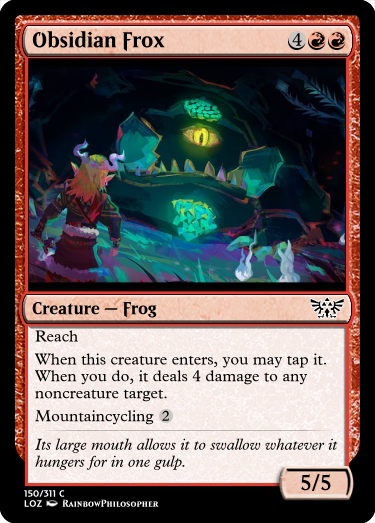 Obsidian Frox 4
Creature — Frog
Reach
When this creature enters, you may tap it.
When you do, it deals 4 damage to any
noncreature target.
Mountaincycling 2
Its large mouth allows it to swallow whatever it
hungers for in one gulp.
5/5
150/311 C
LOZ RainbowPhilosopher